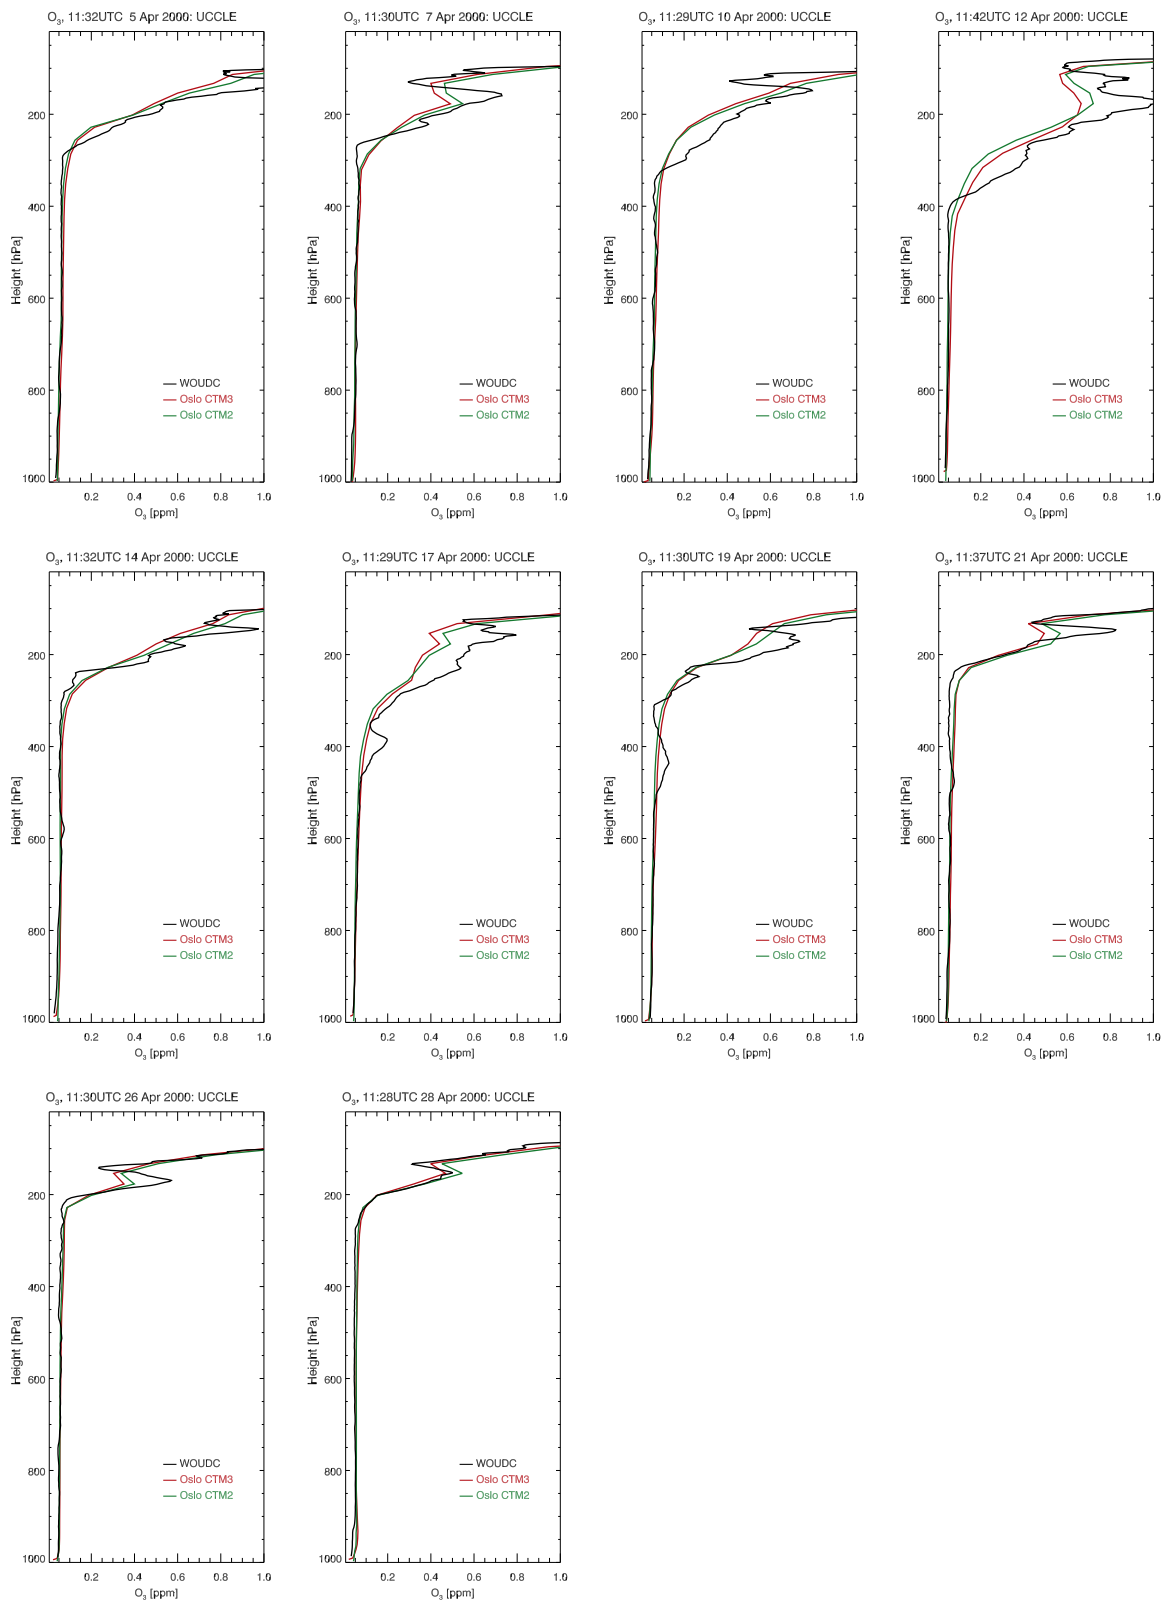 O3, 11:32UTC 5 Apr 2000: UCCLE
Height [hPa]
200
400
600
800
1000
WOUDC
Oslo CTM3
Oslo CTM2
0.2 0.4 0.6 0.8 1.0
O3 [ppm]
O3, 11:30UTC 7 Apr 2000: UCCLE
Height [hPa]
200
400
600
800
1000
WOUDC
Oslo CTM3
Oslo CTM2
0.2 0.4 0.6 0.8 1.0
O3 [ppm]
O3, 11:29UTC 10 Apr 2000: UCCLE
Height [hPa]
200
400
600
800
1000
WOUDC
Oslo CTM3
Oslo CTM2
0.2 0.4 0.6 0.8 1.0
O3 [ppm]
O3, 11:42UTC 12 Apr 2000: UCCLE
Height [hPa]
200
400
600
800
1000
WOUDC
Oslo CTM3
Oslo CTM2
0.2 0.4 0.6 0.8 1.0
O3 [ppm]
O3, 11:32UTC 14 Apr 2000: UCCLE
Height [hPa]
200
400
600
800
1000
WOUDC
Oslo CTM3
Oslo CTM2
0.2 0.4 0.6 0.8 1.0
O3 [ppm]
O3, 11:29UTC 17 Apr 2000: UCCLE
Height [hPa]
200
400
600
800
1000
WOUDC
Oslo CTM3
Oslo CTM2
0.2 0.4 0.6 0.8 1.0
O3 [ppm]
O3, 11:30UTC 19 Apr 2000: UCCLE
Height [hPa]
200
400
600
800
1000
WOUDC
Oslo CTM3
Oslo CTM2
0.2 0.4 0.6 0.8 1.0
O3 [ppm]
O3, 11:37UTC 21 Apr 2000: UCCLE
Height [hPa]
200
400
600
800
1000
WOUDC
Oslo CTM3
Oslo CTM2
0.2 0.4 0.6 0.8 1.0
O3 [ppm]
O3, 11:30UTC 26 Apr 2000: UCCLE
Height [hPa]
200
400
600
800
1000
WOUDC
Oslo CTM3
Oslo CTM2
0.2 0.4 0.6 0.8 1.0
O3 [ppm]
O3, 11:28UTC 28 Apr 2000: UCCLE
Height [hPa]
200
400
600
800
1000
WOUDC
Oslo CTM3
Oslo CTM2
0.2 0.4 0.6 0.8 1.0
O3 [ppm]